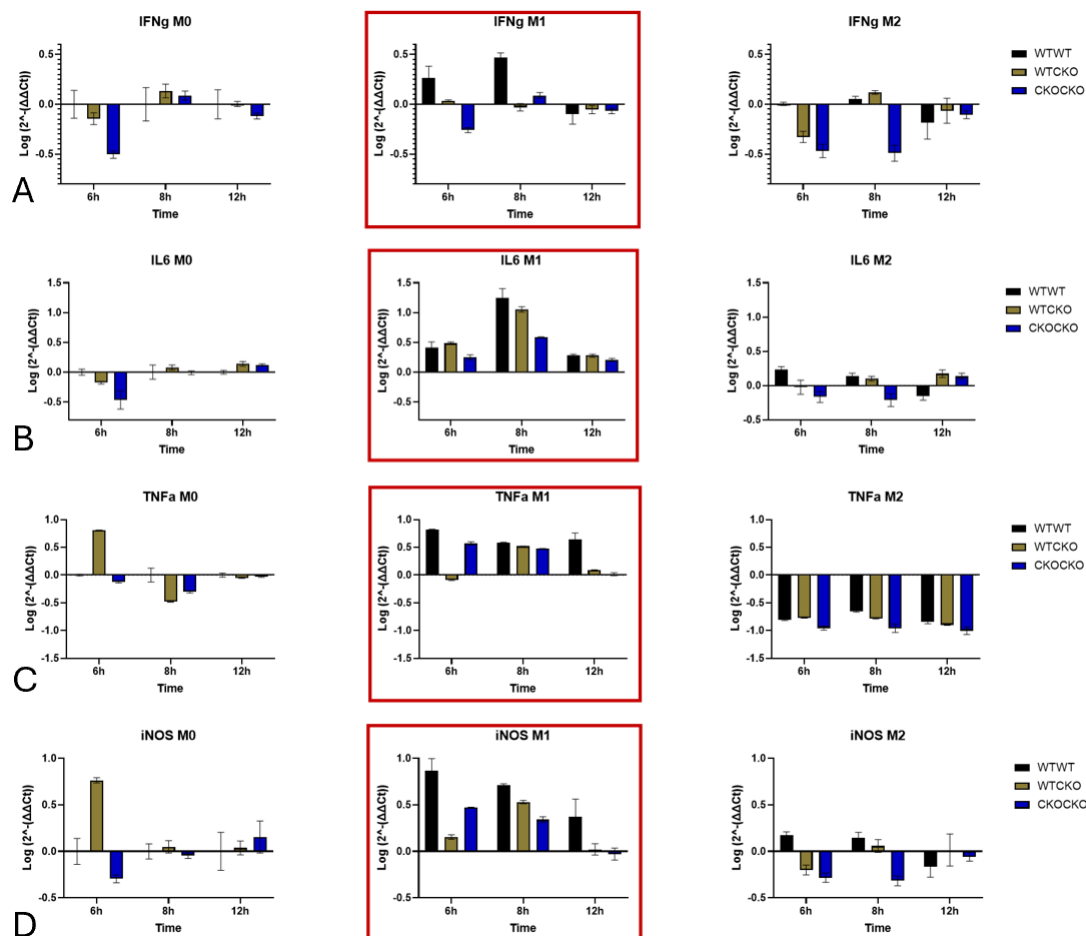 IFNg M0
Log (2^-(ΔΔCt))
0.5
0.0
-0.5
6h
8h
12h
Time
IFNg M1
Log (2^-(ΔΔCt))
0.5
0.0
-0.5
6h
8h
12h
Time
IFNg M2
Log (2^-(ΔΔCt))
0.5
0.0
-0.5
6h
8h
12h
Time
WTWT
WTCKO
CKOCKO
A
IL6 M0
Log (2^-(ΔΔCt))
1.5
1.0
0.5
0.0
-0.5
6h
8h
12h
Time
IL6 M1
Log (2^-(ΔΔCt))
1.5
1.0
0.5
0.0
-0.5
6h
8h
12h
Time
IL6 M2
Log (2^-(ΔΔCt))
1.5
1.0
0.5
0.0
-0.5
6h
8h
12h
Time
WTWT
WTCKO
CKOCKO
B
TNFa M0
Log (2^-(ΔΔCt))
1.0
0.5
0.0
-0.5
-1.0
-1.5
6h
8h
12h
Time
TNFa M1
Log (2^-(ΔΔCt))
1.0
0.5
0.0
-0.5
-1.0
-1.5
6h
8h
12h
Time
TNFa M2
Log (2^-(ΔΔCt))
1.0
0.5
0.0
-0.5
-1.0
-1.5
6h
8h
12h
Time
WTWT
WTCKO
CKOCKO
C
iNOS M0
Log (2^-(ΔΔCt))
1.0
0.5
0.0
-0.5
6h
8h
12h
Time
iNOS M1
Log (2^-(ΔΔCt))
1.0
0.5
0.0
-0.5
6h
8h
12h
Time
iNOS M2
Log (2^-(ΔΔCt))
1.0
0.5
0.0
-0.5
6h
8h
12h
Time
WTWT
WTCKO
CKOCKO
D